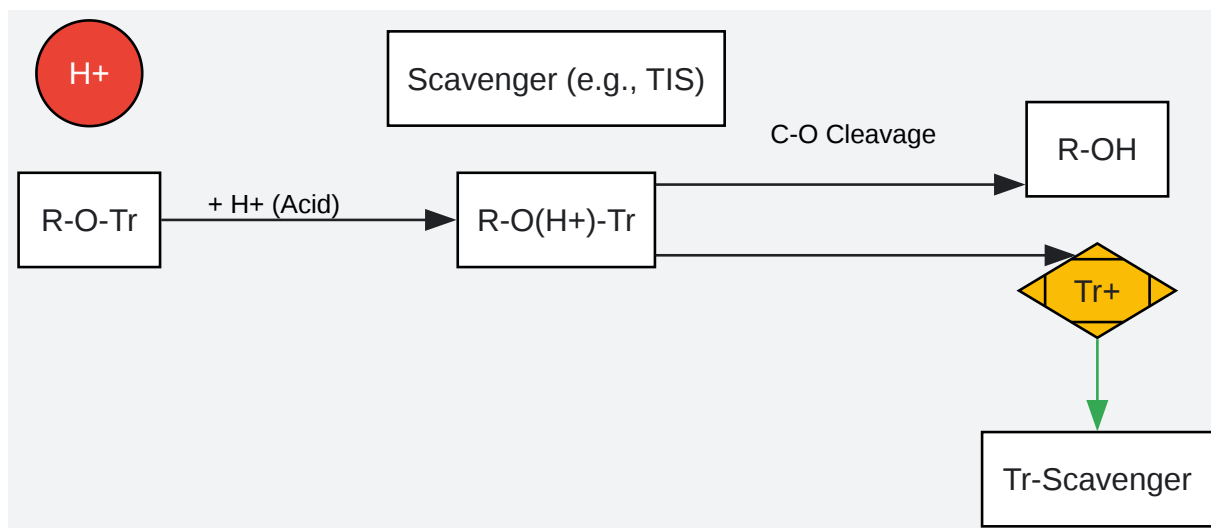 H+
Scavenger (e.g., TIS)
C-O Cleavage
R-OH
R-O-Tr
+ H+ (Acid)
R-O(H+)-Tr
Tr+
Tr-Scavenger